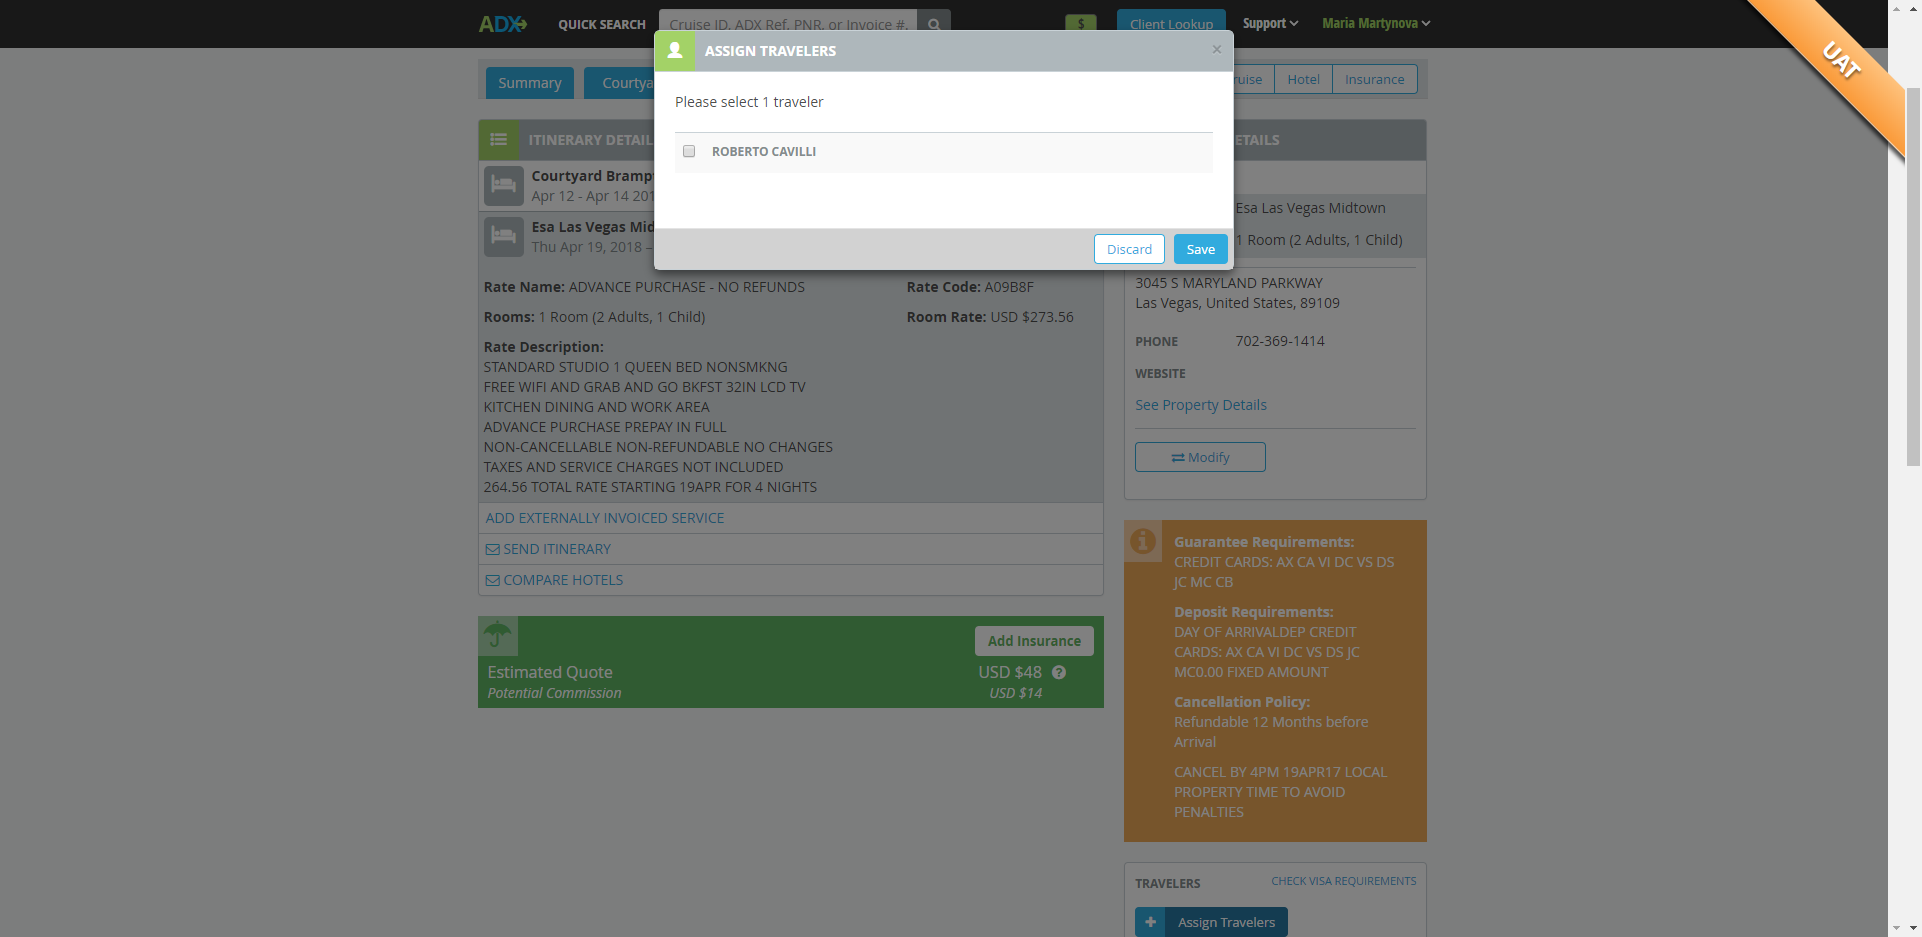 ADX
QUICK SEARCH
Cruise ID, ADX Ref, PNR, or Invoice #.
$
Client Lookup
Support
Maria Martynova
UAT
ASSIGN TRAVELERS
×
Please select 1 traveler
ROBERTO CAVILLI
Discard
Save
Summary
Courtya
ruise
Hotel
Insurance
ITINERARY DETAIL
Courtyard Bramp
Apr 12 - Apr 14 201
Esa Las Vegas Mid
Thu Apr 19, 2018 –
Rate Name: ADVANCE PURCHASE - NO REFUNDS
Rate Code: A09B8F
Rooms: 1 Room (2 Adults, 1 Child)
Room Rate: USD $273.56
Rate Description:
STANDARD STUDIO 1 QUEEN BED NONSMKNG
FREE WIFI AND GRAB AND GO BKFST 32IN LCD TV
KITCHEN DINING AND WORK AREA
ADVANCE PURCHASE PREPAY IN FULL
NON-CANCELLABLE NON-REFUNDABLE NO CHANGES
TAXES AND SERVICE CHARGES NOT INCLUDED
264.56 TOTAL RATE STARTING 19APR FOR 4 NIGHTS
ADD EXTERNALLY INVOICED SERVICE
SEND ITINERARY
COMPARE HOTELS
Add Insurance
Estimated Quote
USD $48
Potential Commission
USD $14
ETAILS
Esa Las Vegas Midtown
1 Room (2 Adults, 1 Child)
3045 S MARYLAND PARKWAY
Las Vegas, United States, 89109
PHONE
702-369-1414
WEBSITE
See Property Details
Modify
Guarantee Requirements:
CREDIT CARDS: AX CA VI DC VS DS
JC MC CB
Deposit Requirements:
DAY OF ARRIVALDEP CREDIT
CARDS: AX CA VI DC VS DS JC
MC0.00 FIXED AMOUNT
Cancellation Policy:
Refundable 12 Months before
Arrival
CANCEL BY 4PM 19APR17 LOCAL
PROPERTY TIME TO AVOID
PENALTIES
TRAVELERS
CHECK VISA REQUIREMENTS
Assign Travelers